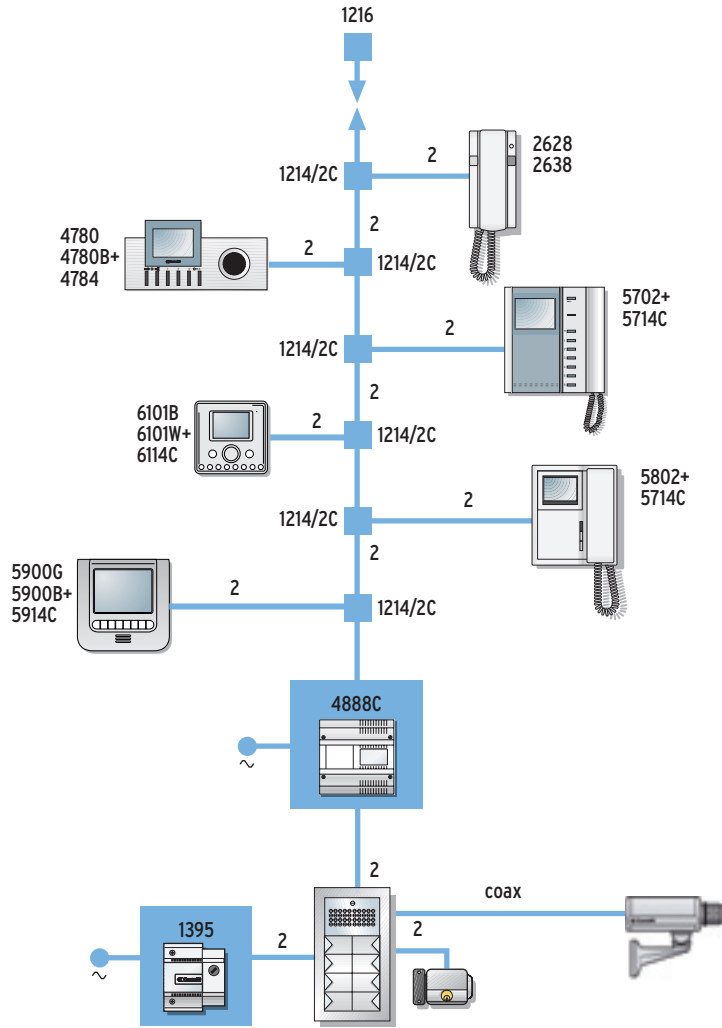 1216
2
2628
2638
1214/2C
2
4780
4780B+
4784
2
1214/2C
5702+
5714C
2
1214/2C
2
6101B
6101W+
6114C
2
1214/2C
5802+
5714C
2
1214/2C
2
5900G
5900B+
5914C
2
1214/2C
4888C
~
2
coax
1395
2
2
~